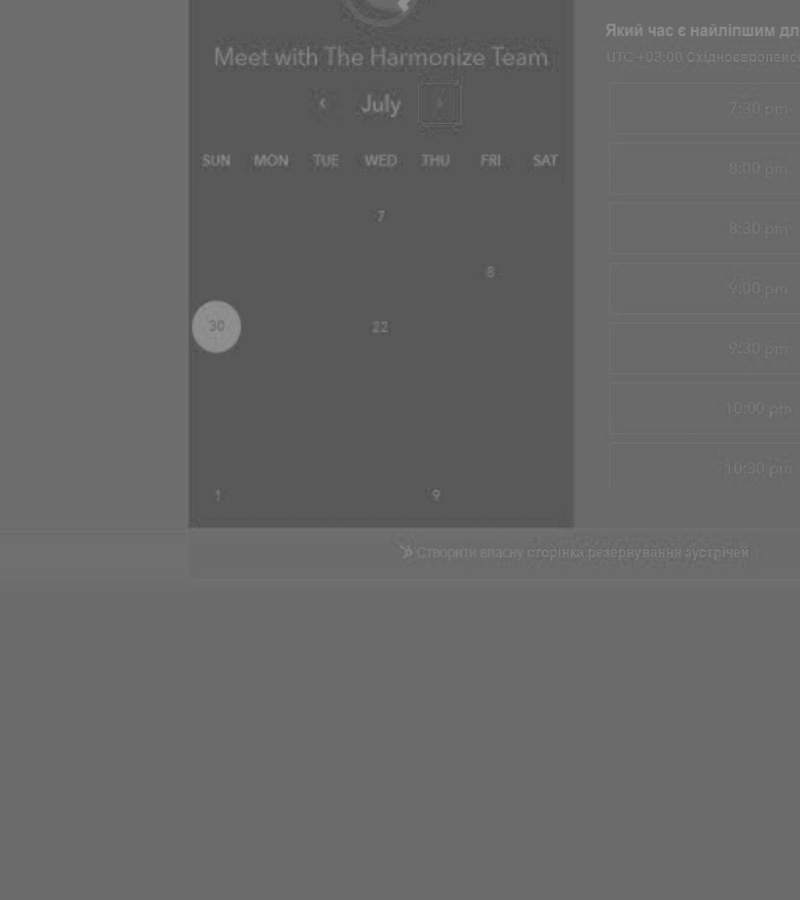 Meet with The Harmonize Team
‹ July ›
SUN MON TUE WED THU FRI SAT
7
8
30 22
1 9
Створити власну сторінка резервування зустрічей
Який час є найліпшим дл
UTC +03:00 Східноєвропейсь
7:30 pm
8:00 pm
8:30 pm
9:00 pm
9:30 pm
10:00 pm
10:30 pm